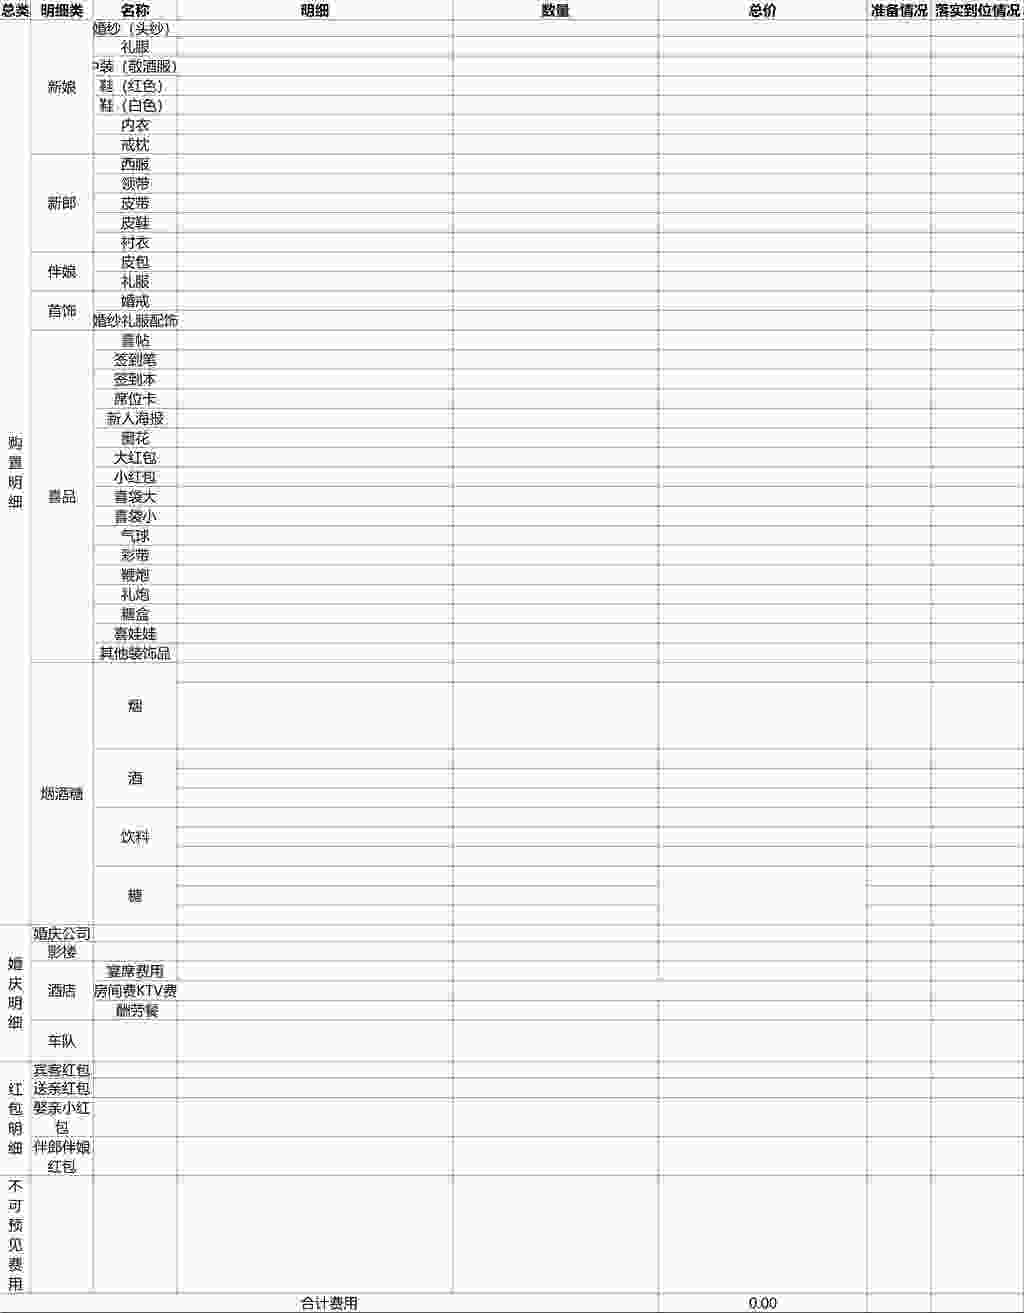 总类 明细类 名称 明细 数量 总价 准备情况 落实到位情况
购置明细
新娘
婚纱（头纱）
礼服
装（敬酒服）
鞋（红色）
鞋（白色）
内衣
戒枕
新郎
西服
领带
皮带
皮鞋
衬衣
伴娘
皮包
礼服
首饰
婚戒
婚纱礼服配饰
喜品
喜帖
签到笔
签到本
席位卡
新人海报
窗花
大红包
小红包
喜袋大
喜袋小
气球
彩带
鞭炮
礼炮
糖盒
喜娃娃
其他装饰品
烟酒糖
烟
酒
饮料
糖
婚庆明细
婚庆公司
影楼
酒店
宴席费用
房间费KTV费
酬劳餐
车队
红包明细
宾客红包
送亲红包
娶亲小红
包
伴郎伴娘
红包
不可预见费用
合计费用 0.00